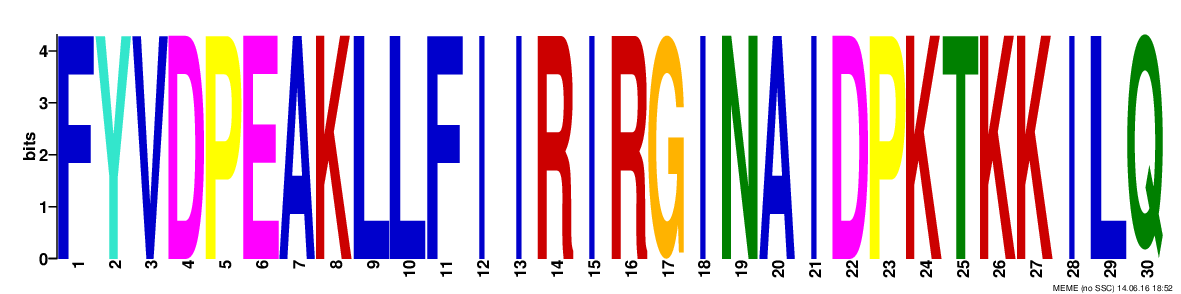 bits
4
3
2
1
0
FYVDPEAKLLFIIRIRGINAIDPKTKKILQ
1 2 3 4 5 6 7 8 9 10 11 12 13 14 15 16 17 18 19 20 21 22 23 24 25 26 27 28 29 30
MEME (no SSC) 14.06.16 18:52